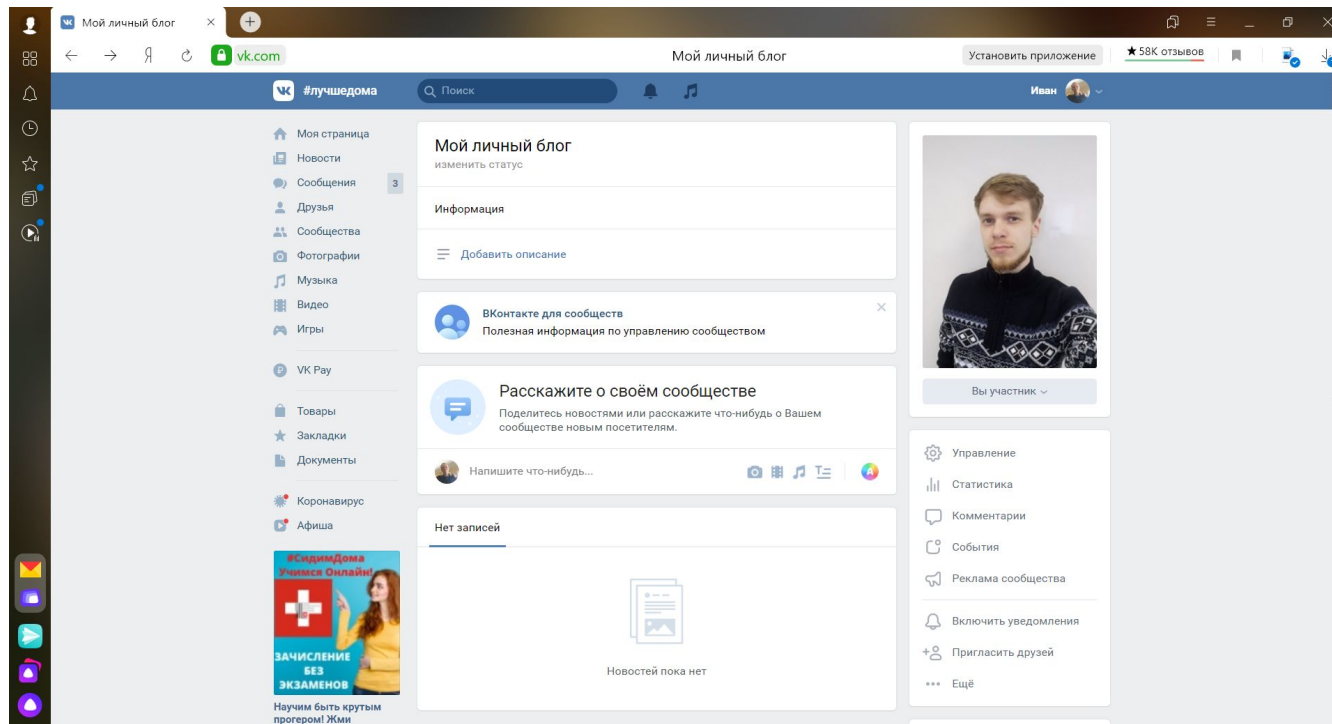 Мой личный блог
vk.com
Мой личный блог
Установить приложение
★ 58K отзывов
#лучшедома
Поиск
Иван
Моя страница
Новости
Сообщения 3
Друзья
Сообщества
Фотографии
Музыка
Видео
Игры
VK Pay
Товары
Закладки
Документы
Коронавирус
Афиша
#СидимДома
Учимся Онлайн!
ЗАЧИСЛЕНИЕ
БЕЗ
ЭКЗАМЕНОВ
Научим быть крутым
прогером! Жми
Мой личный блог
изменить статус
Информация
Добавить описание
ВКонтакте для сообществ
Полезная информация по управлению сообществом
Расскажите о своём сообществе
Поделитесь новостями или расскажите что-нибудь о Вашем
сообществе новым посетителям.
Напишите что-нибудь...
Нет записей
Новостей пока нет
Вы участник
Управление
Статистика
Комментарии
События
Реклама сообщества
Включить уведомления
Пригласить друзей
Ещё